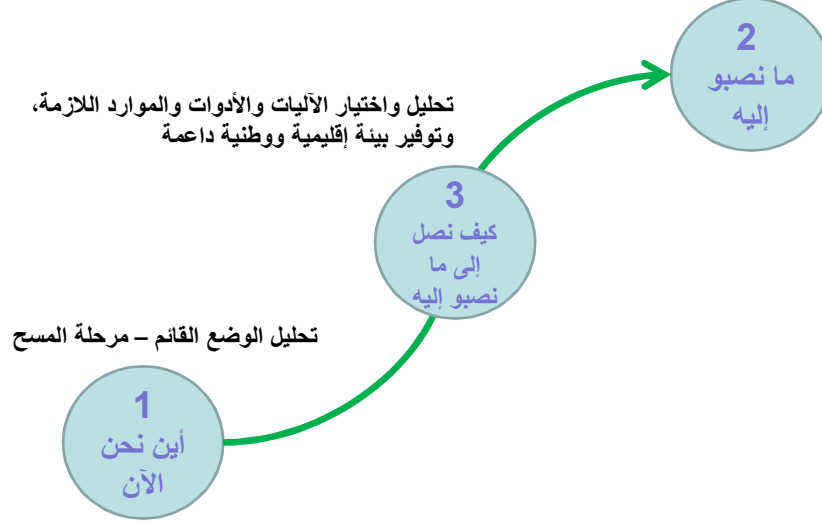 2
ما نصبو
إليه
تحليل واختيار الآليات والأدوات والموارد اللازمة،
وتوفير بيئة إقليمية ووطنية داعمة
3
كيف نصل
إلى ما
نصبو إليه
تحليل الوضع القائم – مرحلة المسح
1
أين نحن
الآن